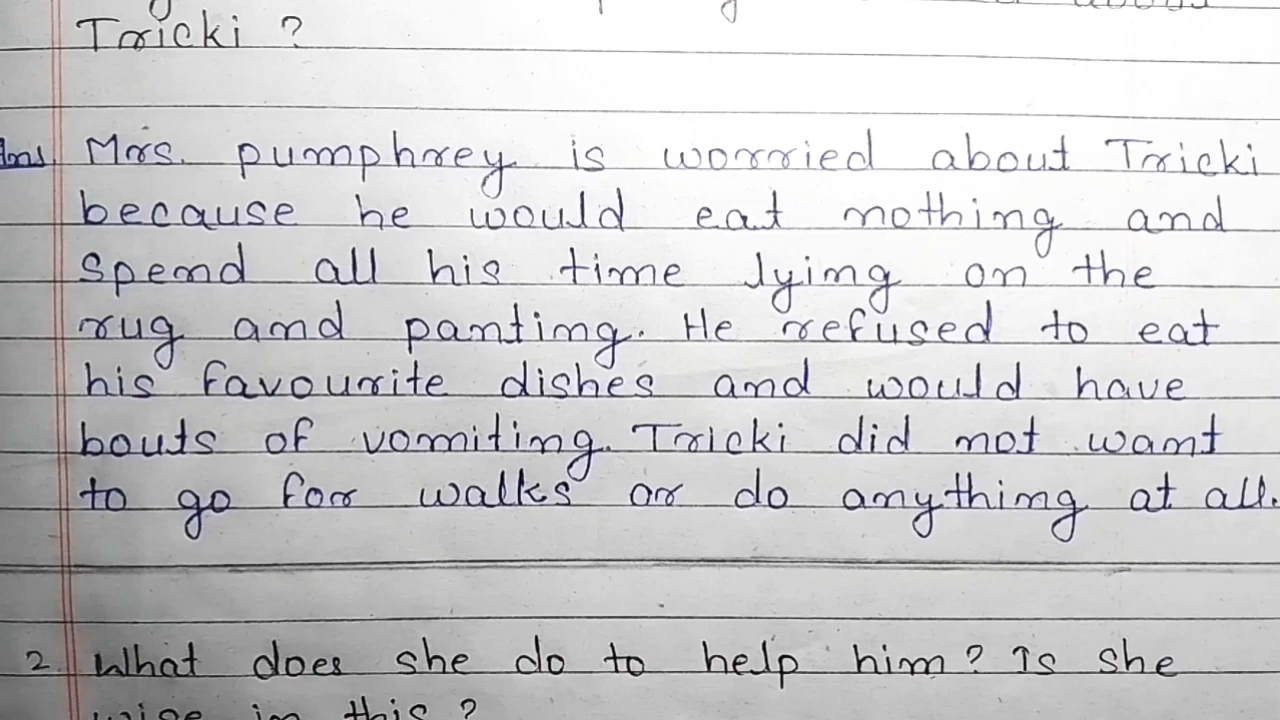 Tricki ?
Ans. Mrs. pumphrey is worried about Tricki
because he would eat nothing and
spend all his time lying on the
rug and panting. He refused to eat
his favourite dishes and would have
bouts of vomiting. Tricki did not want
to go for walks or do anything at all.
2. What does she do to help him? Is she
wise in this ?